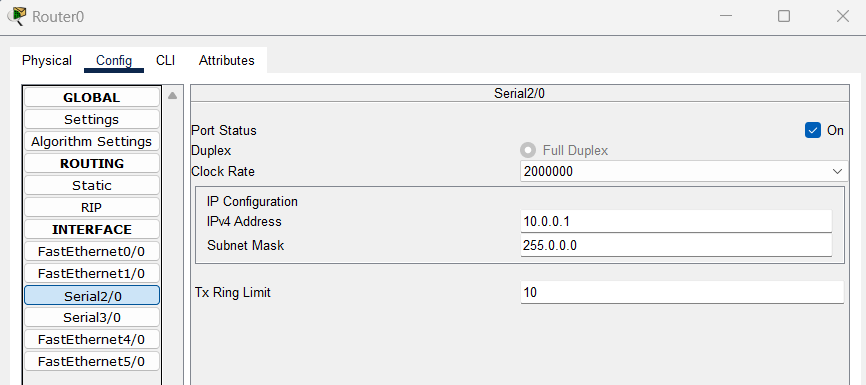 Router0
Physical Config CLI Attributes
GLOBAL
Settings
Algorithm Settings
ROUTING
Static
RIP
INTERFACE
FastEthernet0/0
FastEthernet1/0
Serial2/0
Serial3/0
FastEthernet4/0
FastEthernet5/0
Serial2/0
Port Status On
Duplex Full Duplex
Clock Rate 2000000
IP Configuration
IPv4 Address 10.0.0.1
Subnet Mask 255.0.0.0
Tx Ring Limit 10